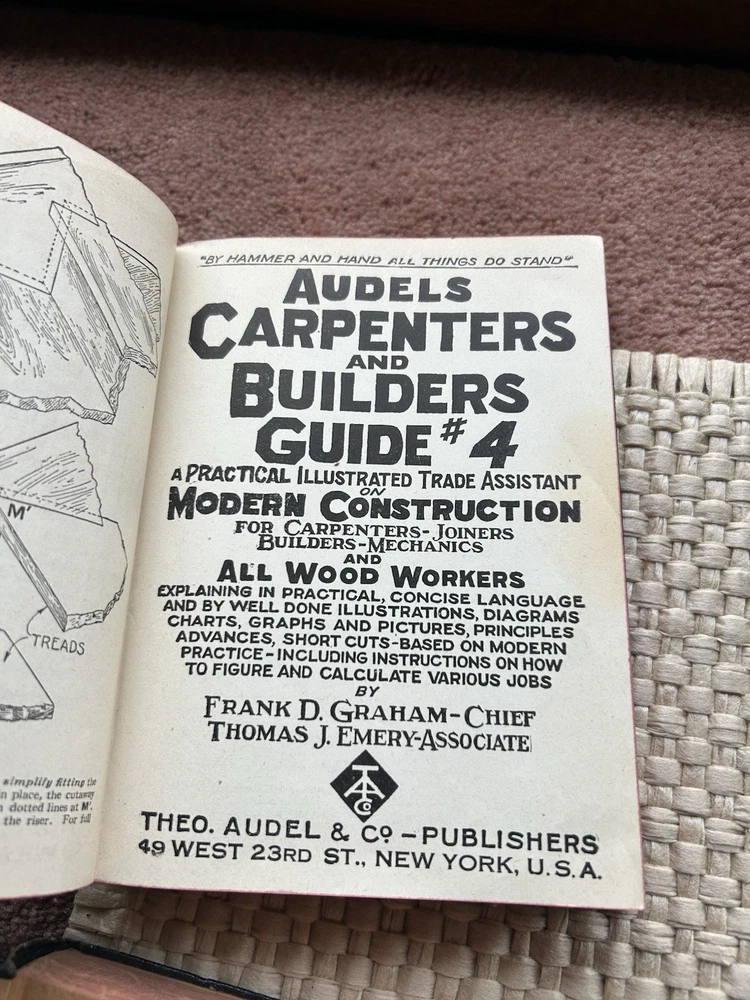 M'
TREADS
simplify fitting the
in place, the cutaway
dotted lines at M'.
the riser. For full
"BY HAMMER AND HAND ALL THINGS DO STAND"
AUDELS
CARPENTERS
AND
BUILDERS
GUIDE #4
A PRACTICAL ILLUSTRATED TRADE ASSISTANT
ON
MODERN CONSTRUCTION
FOR CARPENTERS-JOINERS
BUILDERS-MECHANICS
AND
ALL WOOD WORKERS
EXPLAINING IN PRACTICAL, CONCISE LANGUAGE
AND BY WELL DONE ILLUSTRATIONS, DIAGRAMS
CHARTS, GRAPHS AND PICTURES, PRINCIPLES
ADVANCES, SHORT CUTS-BASED ON MODERN
PRACTICE-INCLUDING INSTRUCTIONS ON HOW
TO FIGURE AND CALCULATE VARIOUS JOBS
BY
FRANK D. GRAHAM-CHIEF
THOMAS J. EMERY-ASSOCIATE
TA
Co
THEO. AUDEL & Co.-PUBLISHERS
49 WEST 23RD ST., NEW YORK, U.S.A.